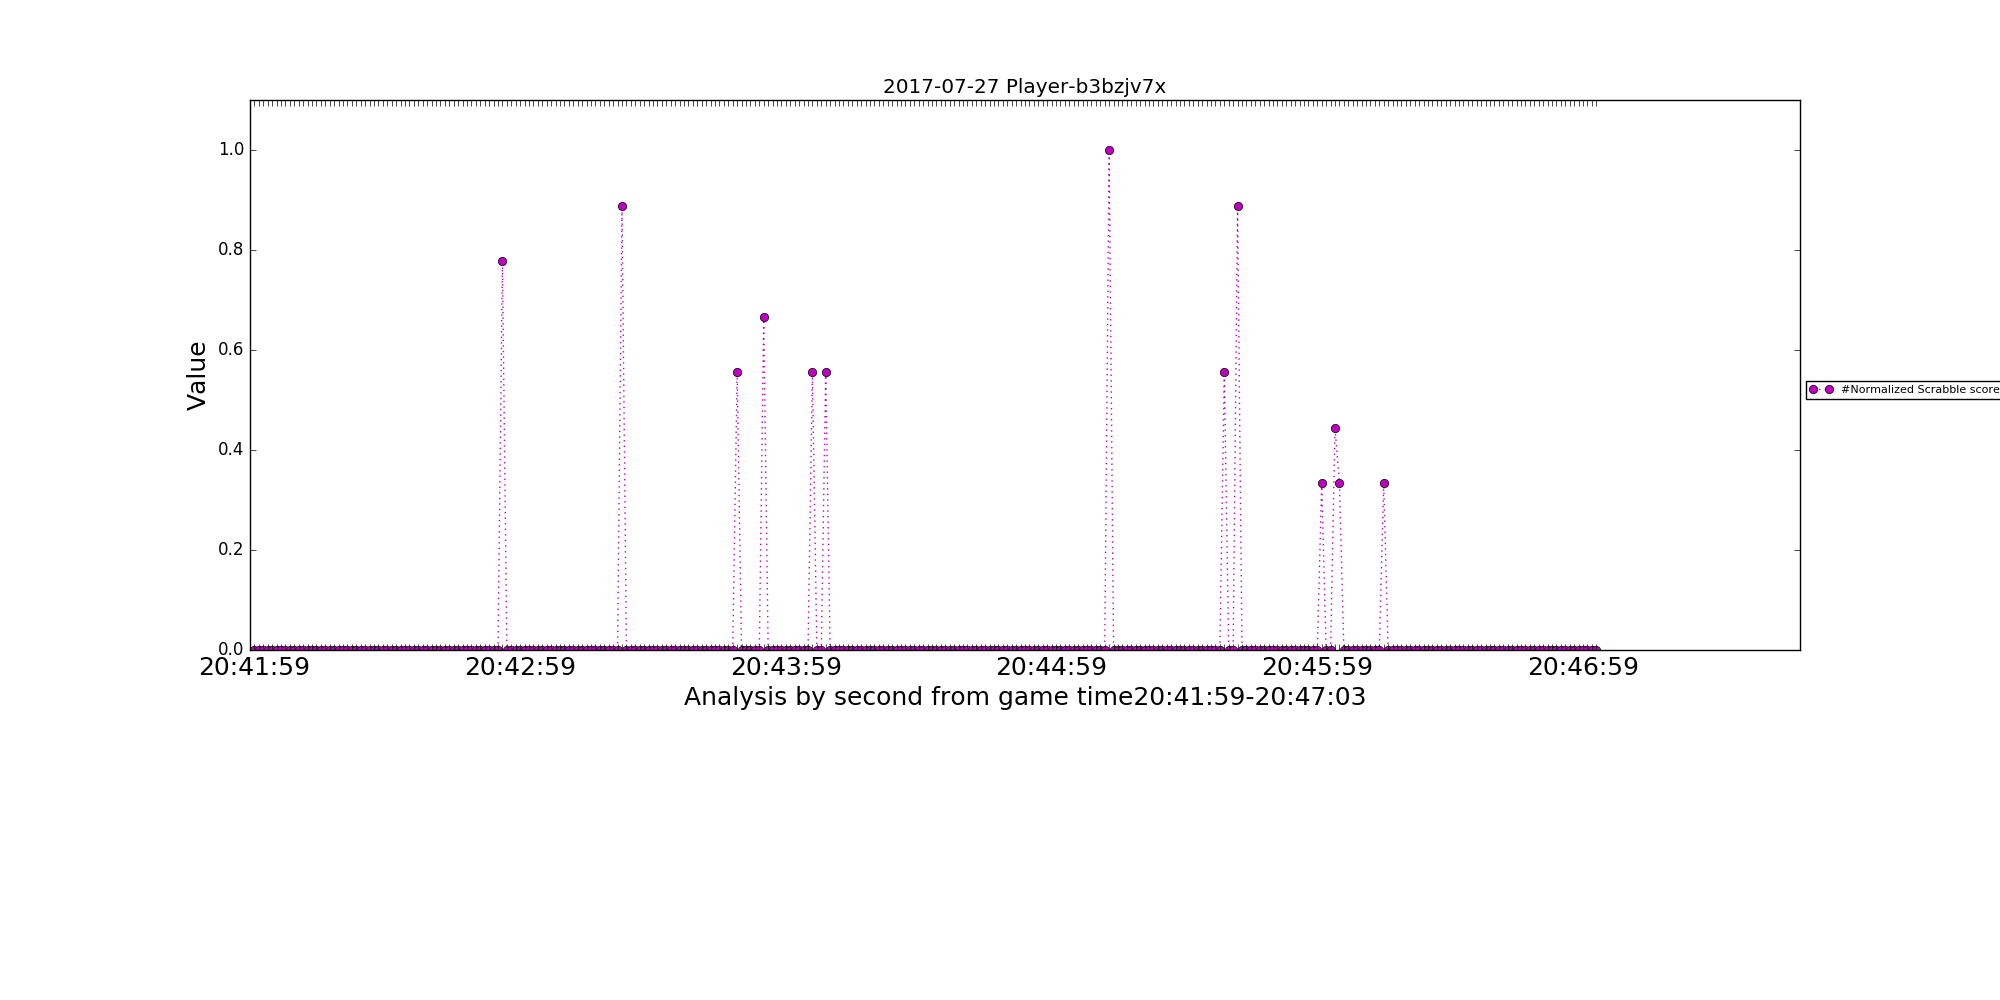 2017-07-27 Player-b3bzjv7x
1.0
0.8
0.6
0.4
0.2
0.0
Value
#Normalized Scrabble score
20:41:59 20:42:59 20:43:59 20:44:59 20:45:59 20:46:59
Analysis by second from game time20:41:59-20:47:03